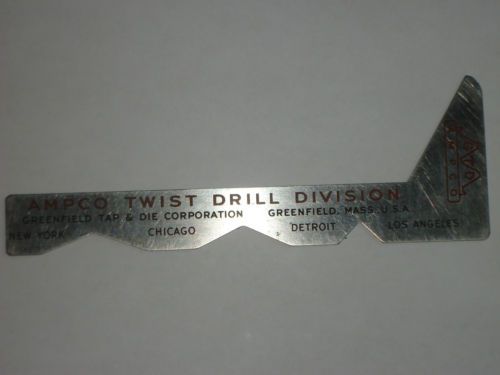 AMPCO TWIST DRILL DIVISION
GREENFIELD TAP & DIE CORPORATION GREENFIELD, MASS., U.S.A.
NEW YORK CHICAGO DETROIT LOS ANGELES